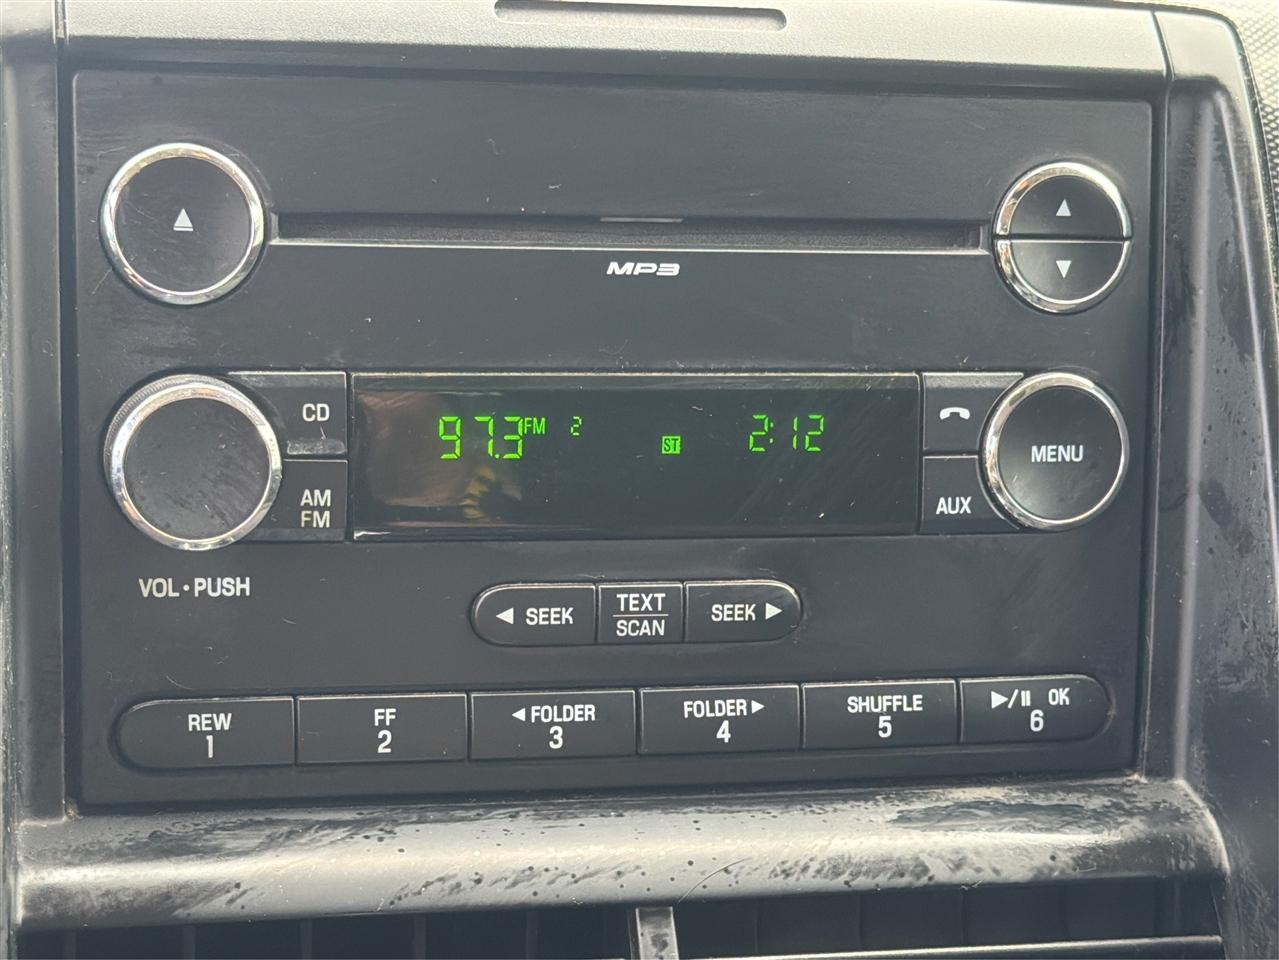 MP3
CD
97.3 FM 2 ST 2:12
MENU
AM
FM
AUX
VOL • PUSH
◀ SEEK
TEXT
SCAN
SEEK ▶
REW
1
FF
2
◀ FOLDER
3
FOLDER ▶
4
SHUFFLE
5
▶/II OK
6